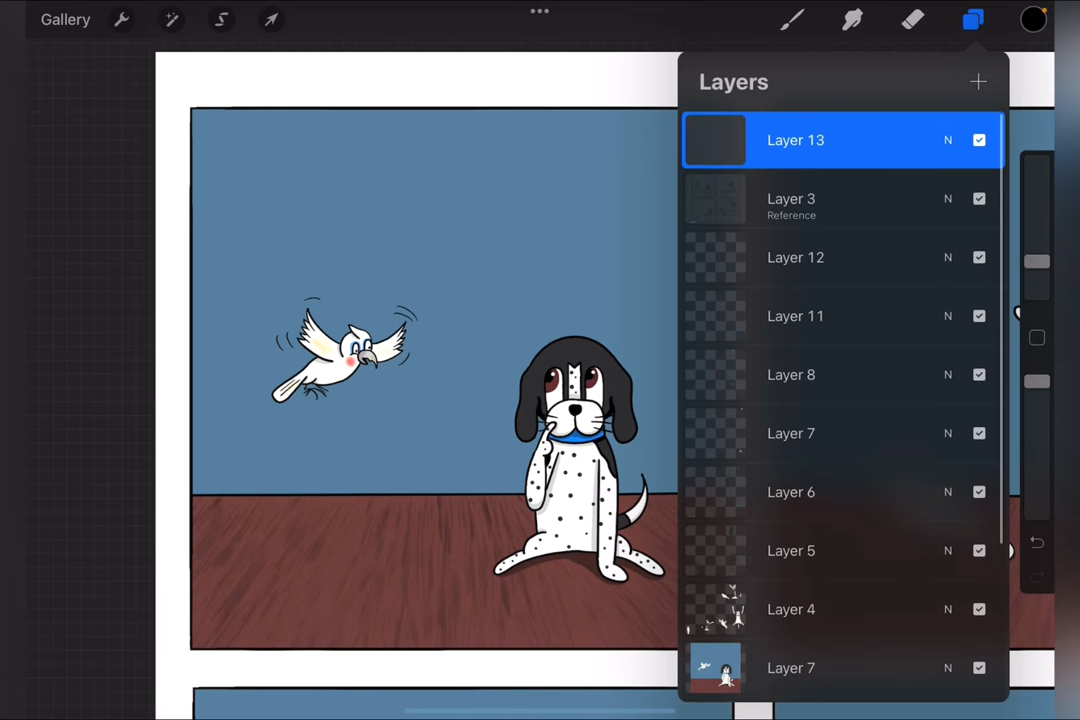 Gallery
Layers
Layer 13 N
Layer 3 N
Reference
Layer 12 N
Layer 11 N
Layer 8 N
Layer 7 N
Layer 6 N
Layer 5 N
Layer 4 N
Layer 7 N